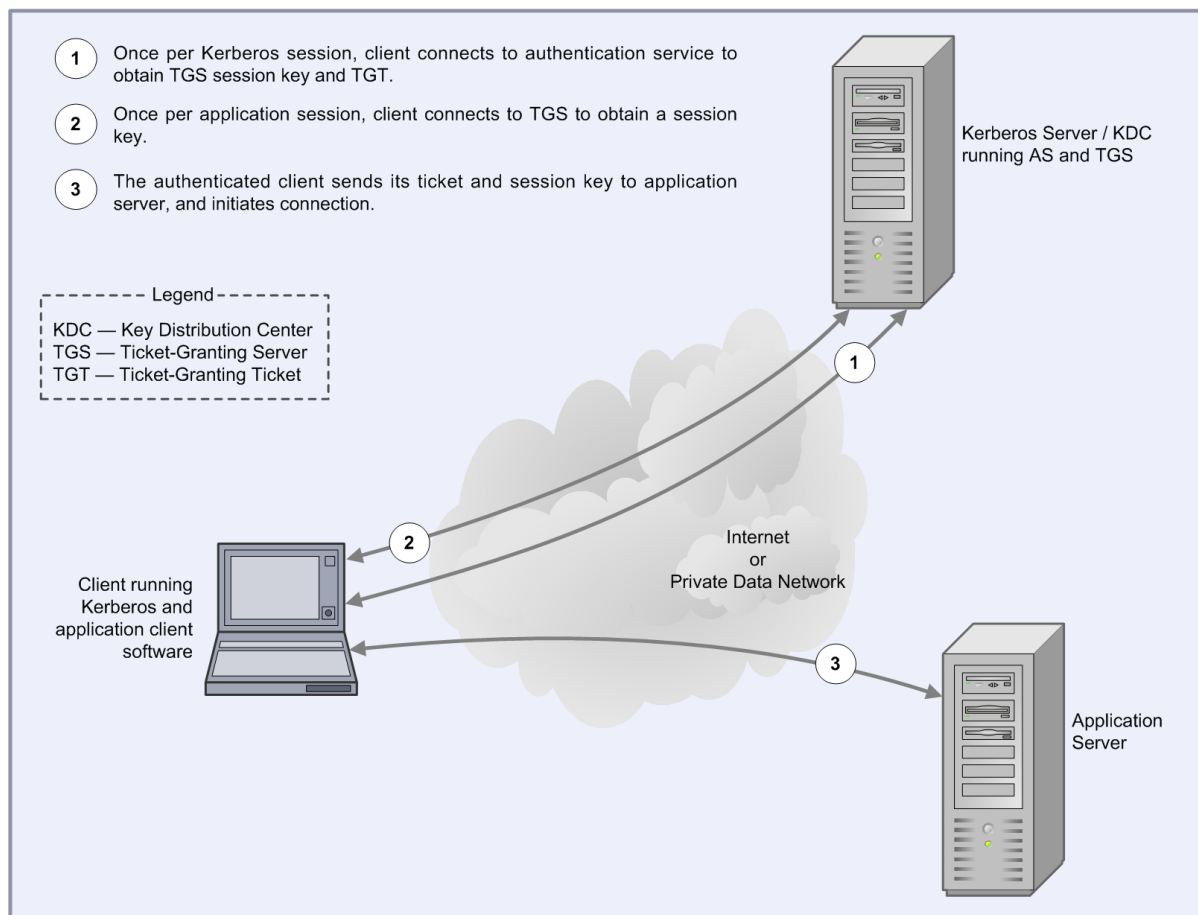 1
Once per Kerberos session, client connects to authentication service to
obtain TGS session key and TGT.
2
Once per application session, client connects to TGS to obtain a session
key.
3
The authenticated client sends its ticket and session key to application
server, and initiates connection.
Kerberos Server / KDC
running AS and TGS
Legend
KDC — Key Distribution Center
TGS — Ticket-Granting Server
TGT — Ticket-Granting Ticket
1
2
Internet
or
Private Data Network
Client running
Kerberos and
application client
software
3
Application
Server